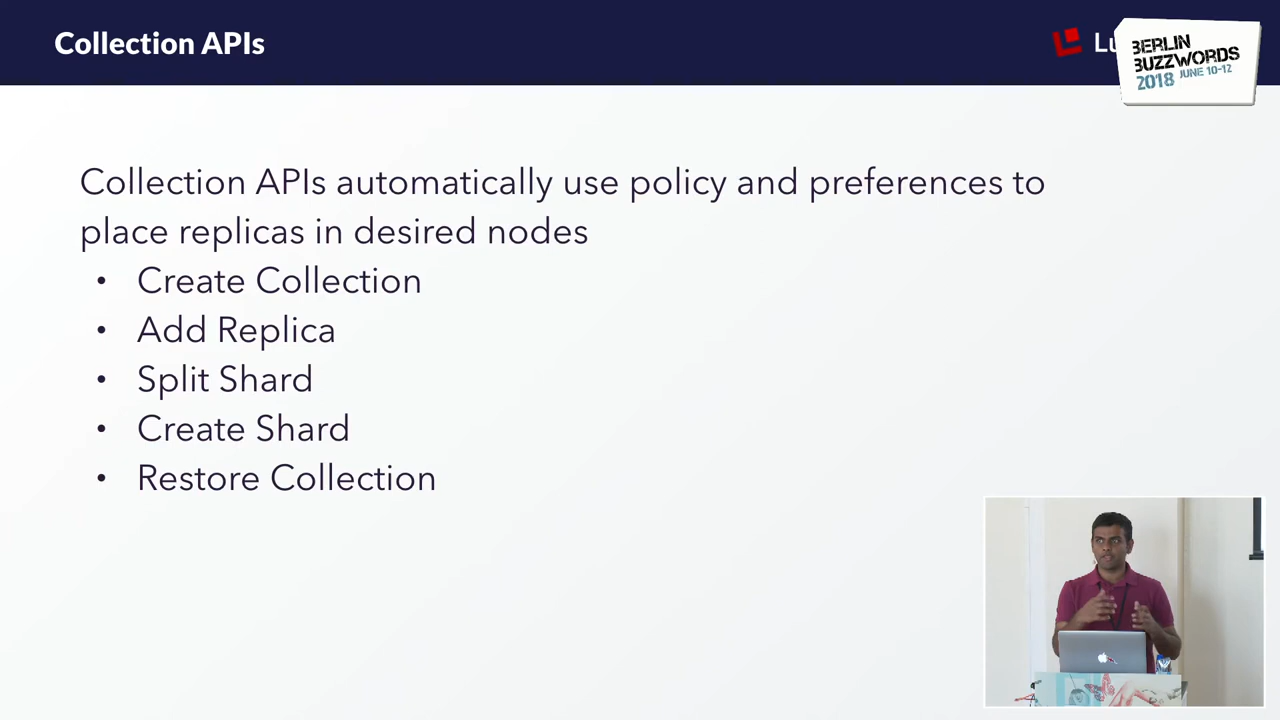 Collection APIs
Lu
BERLIN
BUZZWORDS
2018 JUNE 10-12
Collection APIs automatically use policy and preferences to
place replicas in desired nodes
• Create Collection
• Add Replica
• Split Shard
• Create Shard
• Restore Collection